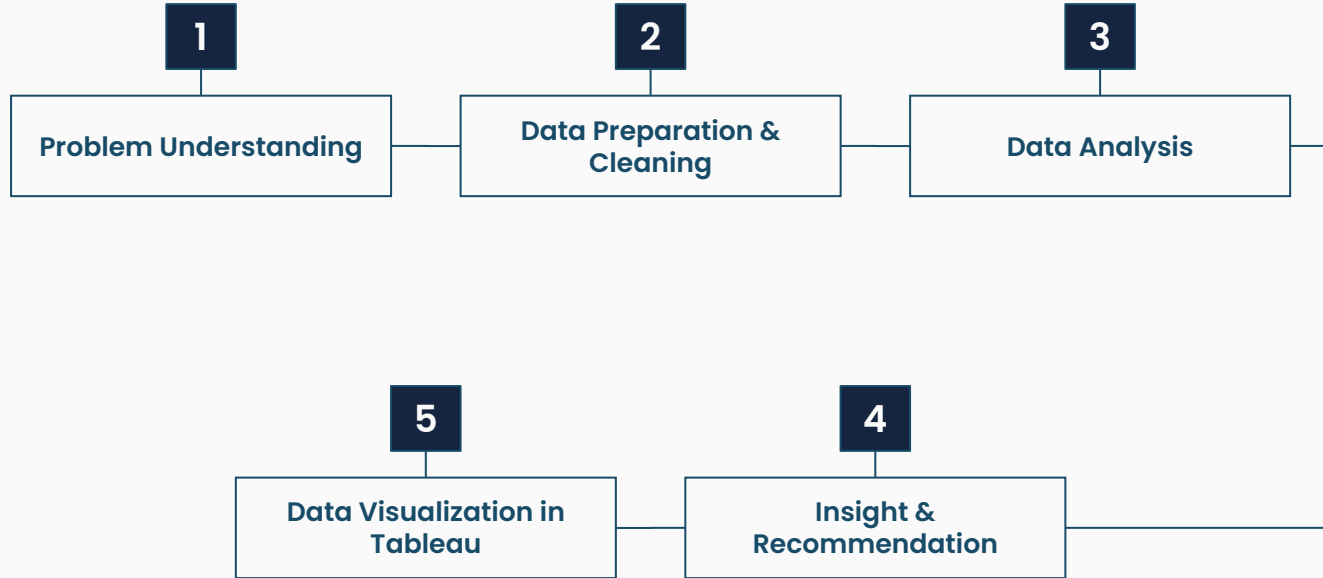 1
Problem Understanding
2
Data Preparation &
Cleaning
3
Data Analysis
4
Insight &
Recommendation
5
Data Visualization in
Tableau